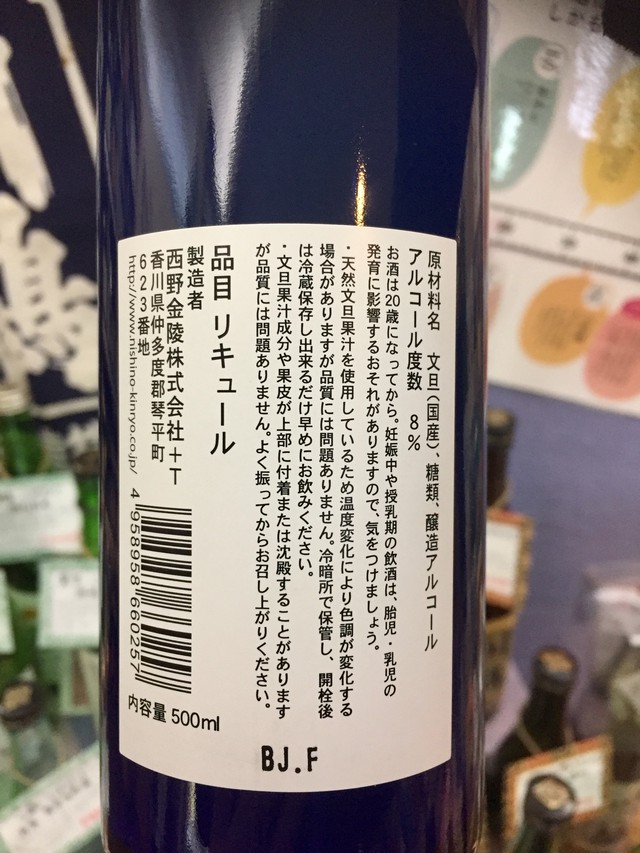 原材料名　文旦(国産)、糖類、醸造アルコール
アルコール度数　8%
お酒は20歳になってから。妊娠中や授乳期の飲酒は、胎児・乳児の
発育に影響するおそれがありますので、気をつけましょう。
・天然文旦果汁を使用しているため温度変化により色調が変化する
場合がありますが品質には問題ありません。冷暗所で保管し、開栓後
は冷蔵保存し出来るだけ早めにお飲みください。
・文旦果汁成分や果皮が上部に付着または沈殿することがあります
が品質には問題ありません。よく振ってからお召し上がりください。
品目 リキュール
製造者
西野金陵株式会社+T
香川県仲多度郡琴平町
623番地
http://www.nishino-kinryo.co.jp/
4 958958 660257
内容量 500ml
BJ.F